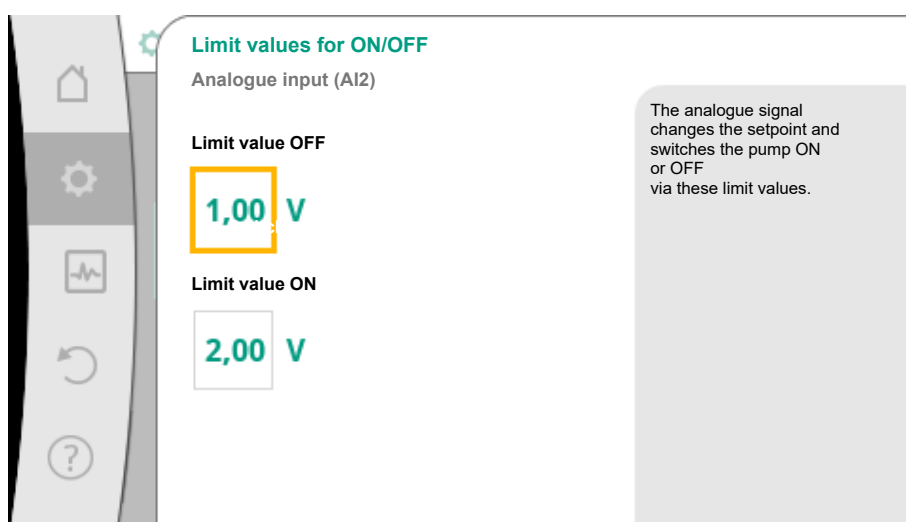 Limit values for ON/OFF
Analogue input (AI2)
Limit value OFF
1,00 V
Limit value ON
2,00 V
The analogue signal
changes the setpoint and
switches the pump ON
or OFF
via these limit values.
?